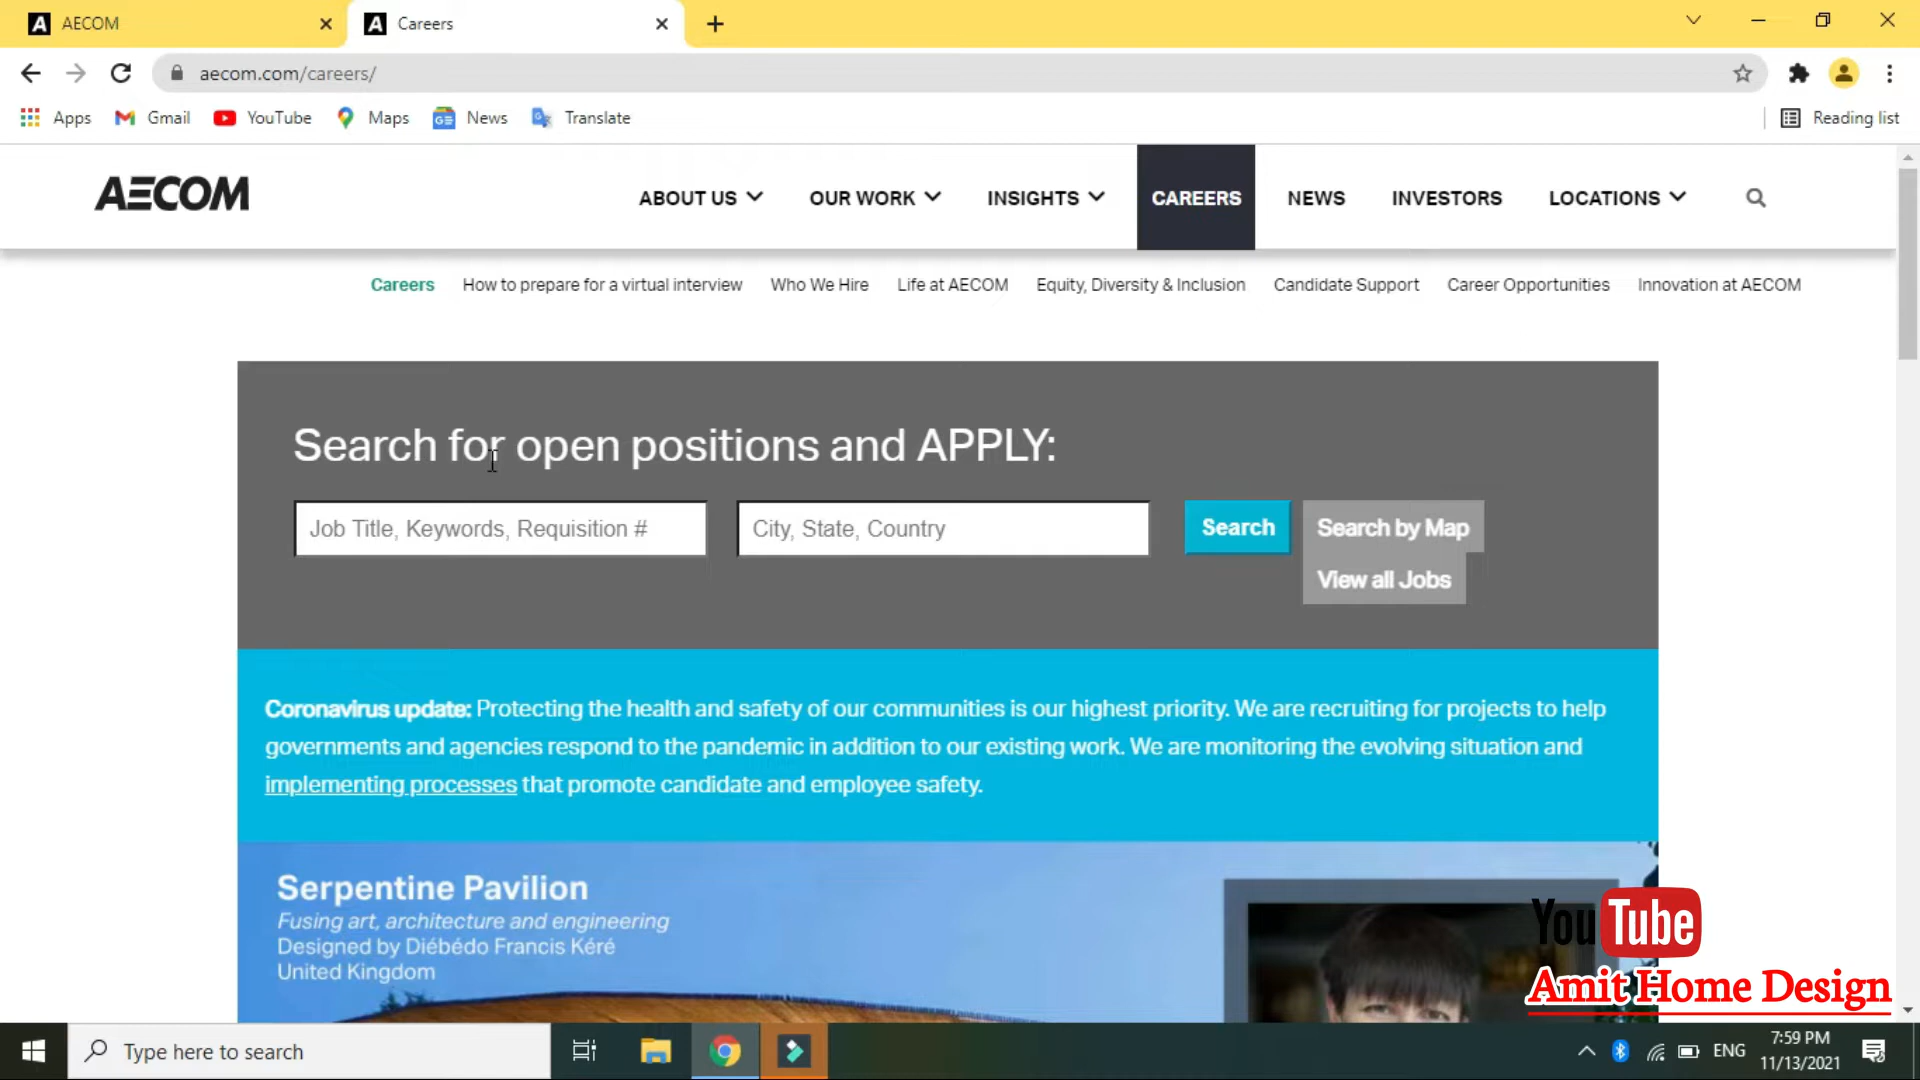 AECOM
Careers
aecom.com/careers/
Apps Gmail YouTube Maps News Translate Reading list
AECOM ABOUT US OUR WORK INSIGHTS CAREERS NEWS INVESTORS LOCATIONS
Careers How to prepare for a virtual interview Who We Hire Life at AECOM Equity, Diversity & Inclusion Candidate Support Career Opportunities Innovation at AECOM
Search for open positions and APPLY:
Job Title, Keywords, Requisition # City, State, Country Search Search by Map
View all Jobs
Coronavirus update: Protecting the health and safety of our communities is our highest priority. We are recruiting for projects to help
governments and agencies respond to the pandemic in addition to our existing work. We are monitoring the evolving situation and
implementing processes that promote candidate and employee safety.
Serpentine Pavilion
Fusing art, architecture and engineering
Designed by Diébédo Francis Kéré
United Kingdom
YouTube
Amit Home Design
Type here to search
ENG
7:59 PM
11/13/2021